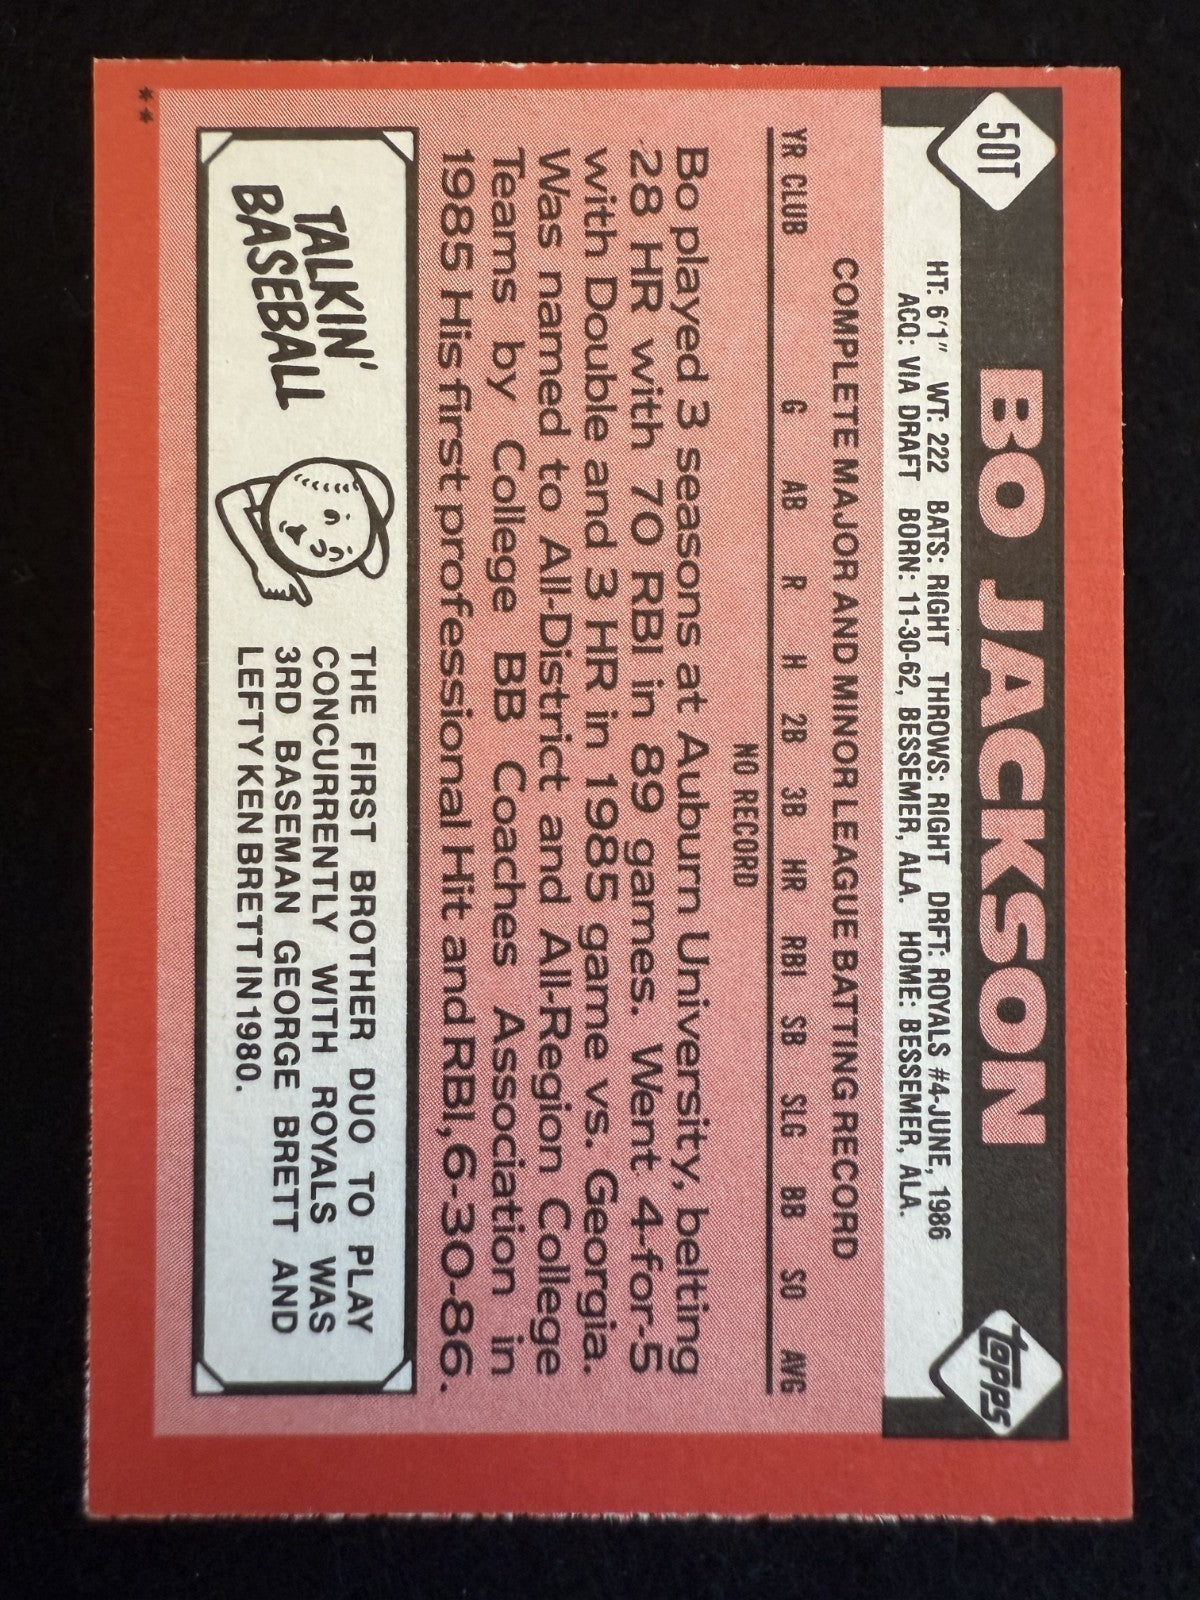 50T
BO JACKSON
topps
HT: 6'1" WT: 222 BATS: RIGHT THROWS: RIGHT DRFT: ROYALS #4-JUNE, 1986
ACQ: VIA DRAFT BORN: 11-30-62, BESSEMER, ALA. HOME: BESSEMER, ALA.
COMPLETE MAJOR AND MINOR LEAGUE BATTING RECORD
YR CLUB G AB R H 2B 3B HR RBI SB SLG BB SO AVG
NO RECORD
Bo played 3 seasons at Auburn University, belting
28 HR with 70 RBI in 89 games. Went 4-for-5
with Double and 3 HR in 1985 game vs. Georgia.
Was named to All-District and All-Region College
Teams by College BB Coaches Association in
1985 His first professional Hit and RBI, 6-30-86.
TALKIN'
BASEBALL
THE FIRST BROTHER DUO TO PLAY
CONCURRENTLY WITH ROYALS WAS
3RD BASEMAN GEORGE BRETT AND
LEFTY KEN BRETT IN 1980.
**